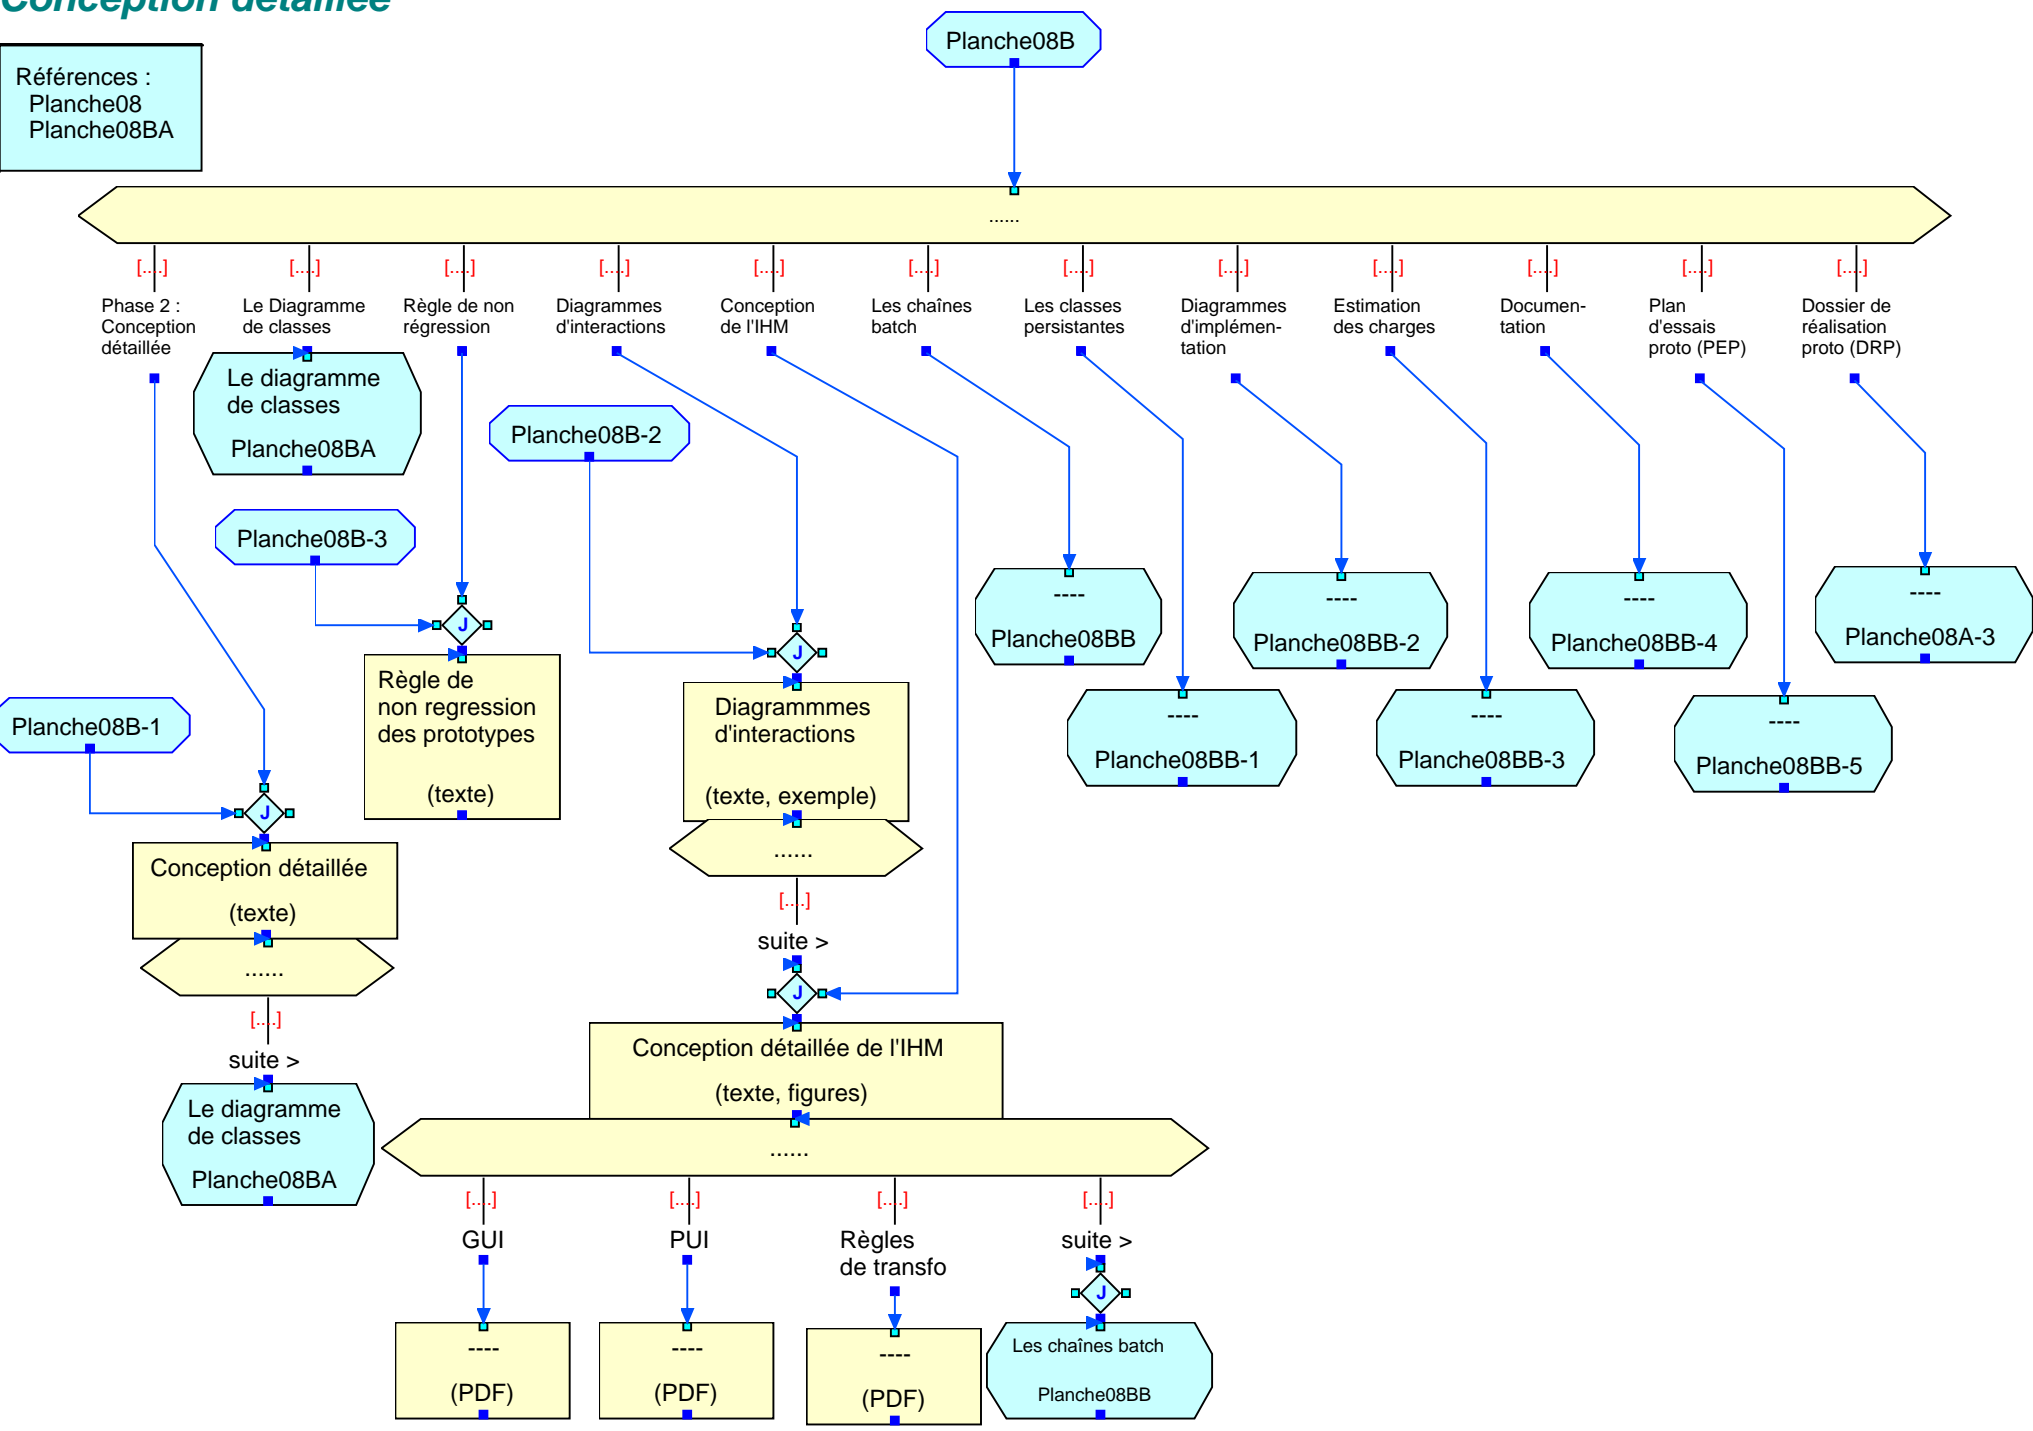 Conception détaillée
Planche08B
Références :
Planche08
Planche08BA
......
[....] [....] [....] [....] [....] [....] [....] [....] [....] [....] [....] [....]
Phase 2 :
Conception
détaillée
Le Diagramme
de classes
Règle de non
régression
Diagrammes
d'interactions
Conception
de l'IHM
Les chaînes
batch
Les classes
persistantes
Diagrammes
d'implémen-
tation
Estimation
des charges
Documen-
tation
Plan
d'essais
proto (PEP)
Dossier de
réalisation
proto (DRP)
Le diagramme
de classes
Planche08BA
Planche08B-2
Planche08B-3
----
Planche08BB
----
Planche08BB-2
----
Planche08BB-4
----
Planche08A-3
J
J
Règle de
non regression
des prototypes
(texte)
Diagrammmes
d'interactions
(texte, exemple)
----
Planche08BB-1
----
Planche08BB-3
----
Planche08BB-5
Planche08B-1
J
Conception détaillée
(texte)
......
[....]
suite >
Le diagramme
de classes
Planche08BA
......
[....]
suite >
J
Conception détaillée de l'IHM
(texte, figures)
......
[....] [....] [....] [....]
GUI
PUI
Règles
de transfo
suite >
J
----
(PDF)
----
(PDF)
----
(PDF)
Les chaînes batch
Planche08BB